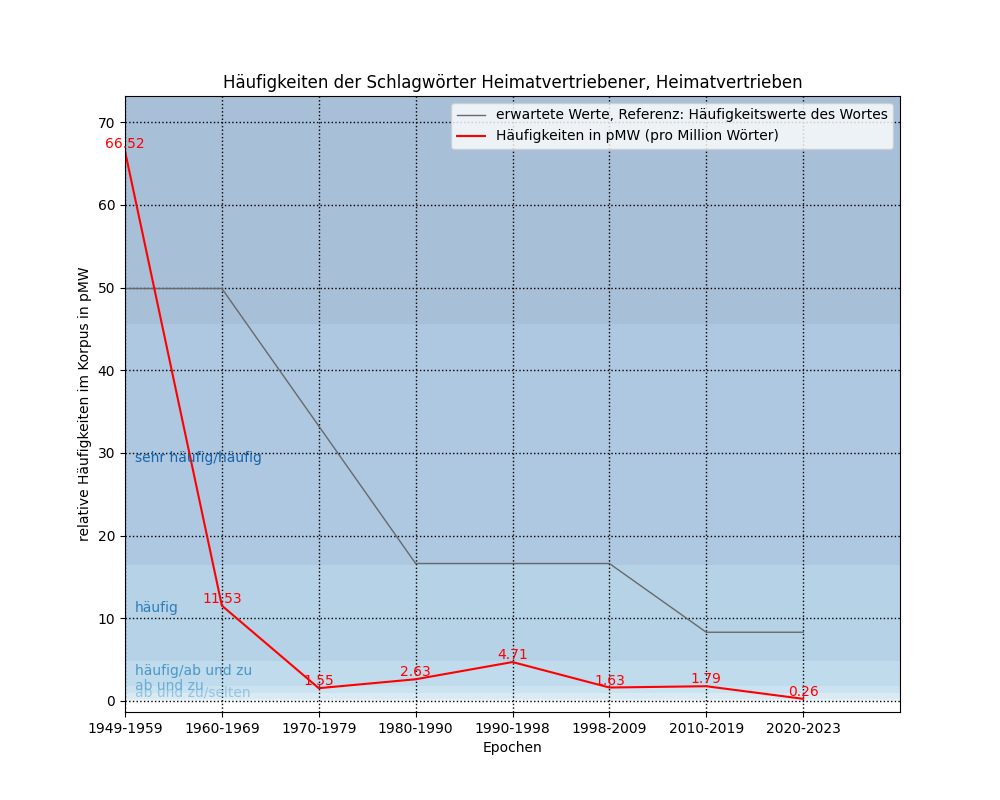 Häufigkeiten der Schlagwörter Heimatvertriebener, Heimatvertrieben
erwartete Werte, Referenz: Häufigkeitswerte des Wortes
Häufigkeiten in pMW (pro Million Wörter)
relative Häufigkeiten im Korpus in pMW
70
60
50
40
30
20
10
0
66.52
11.53
1.55
2.63
4.71
1.63
1.79
0.26
sehr häufig/häufig
häufig
häufig/ab und zu
ab und zu
ab und zu/selten
1949-1959 1960-1969 1970-1979 1980-1990 1990-1998 1998-2009 2010-2019 2020-2023
Epochen